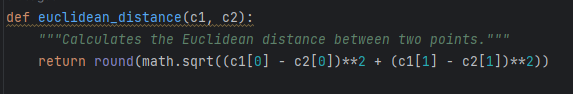 def euclidean_distance(c1, c2):
    """Calculates the Euclidean distance between two points."""
    return round(math.sqrt((c1[0] - c2[0])**2 + (c1[1] - c2[1])**2))